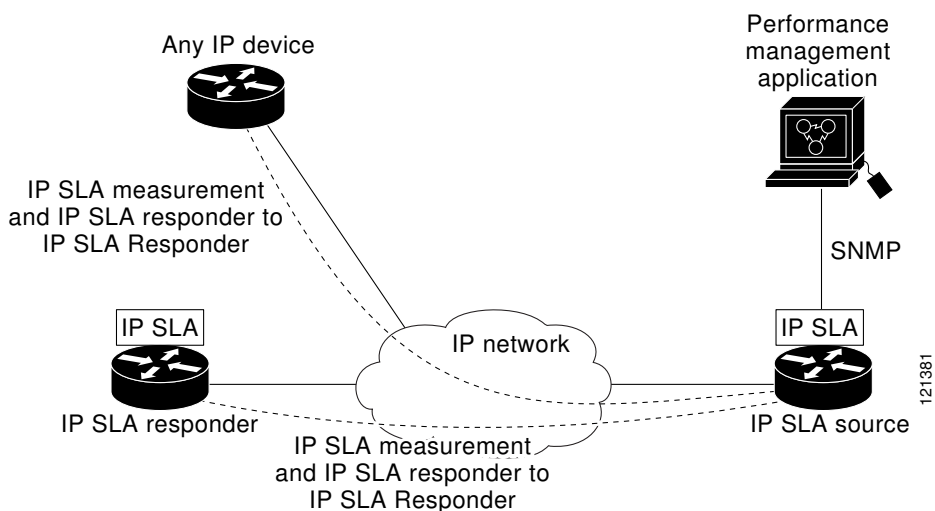 Any IP device
Performance
management
application
IP SLA measurement
and IP SLA responder to
IP SLA Responder
SNMP
IP SLA
IP network
IP SLA
IP SLA responder
IP SLA source
IP SLA measurement
and IP SLA responder to
IP SLA Responder
121381